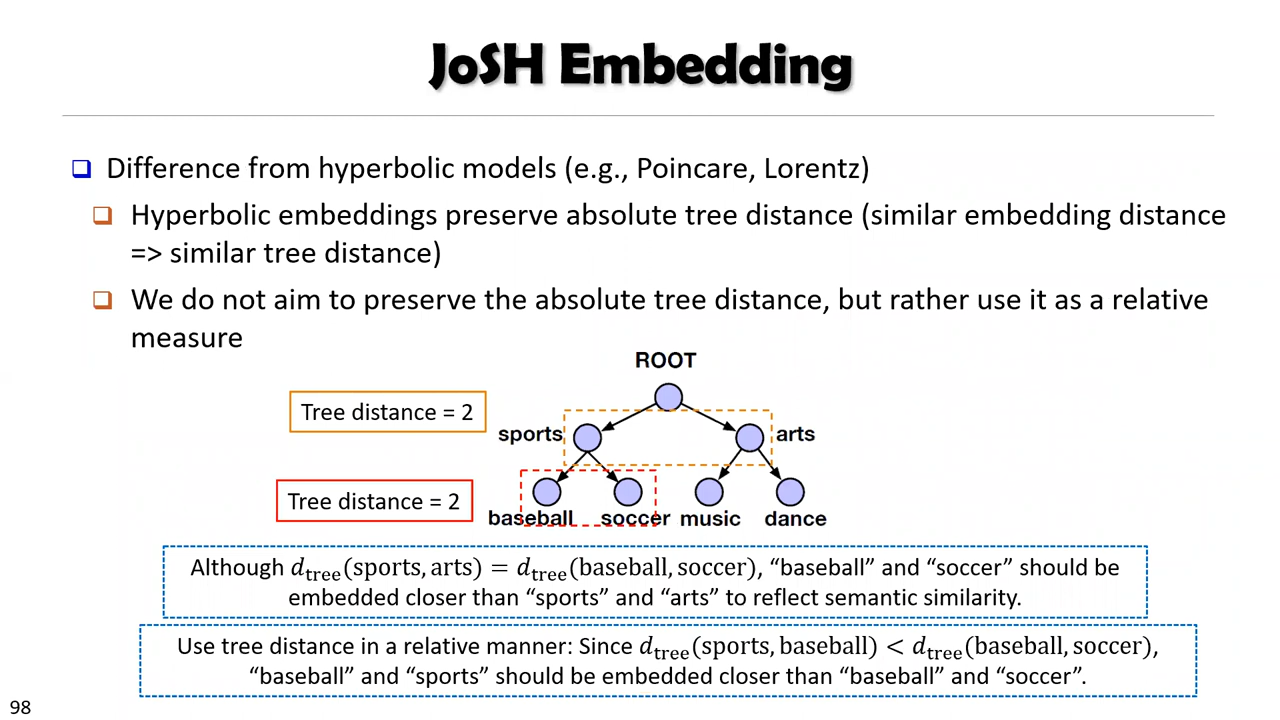 JoSH Embedding
Difference from hyperbolic models (e.g., Poincare, Lorentz)
Hyperbolic embeddings preserve absolute tree distance (similar embedding distance
=> similar tree distance)
We do not aim to preserve the absolute tree distance, but rather use it as a relative
measure
ROOT
Tree distance = 2
sports
arts
Tree distance = 2
baseball
soccer
music
dance
Although d_tree(sports, arts) = d_tree(baseball, soccer), “baseball” and “soccer” should be
embedded closer than “sports” and “arts” to reflect semantic similarity.
Use tree distance in a relative manner: Since d_tree(sports, baseball) < d_tree(baseball, soccer),
“baseball” and “sports” should be embedded closer than “baseball” and “soccer”.
98